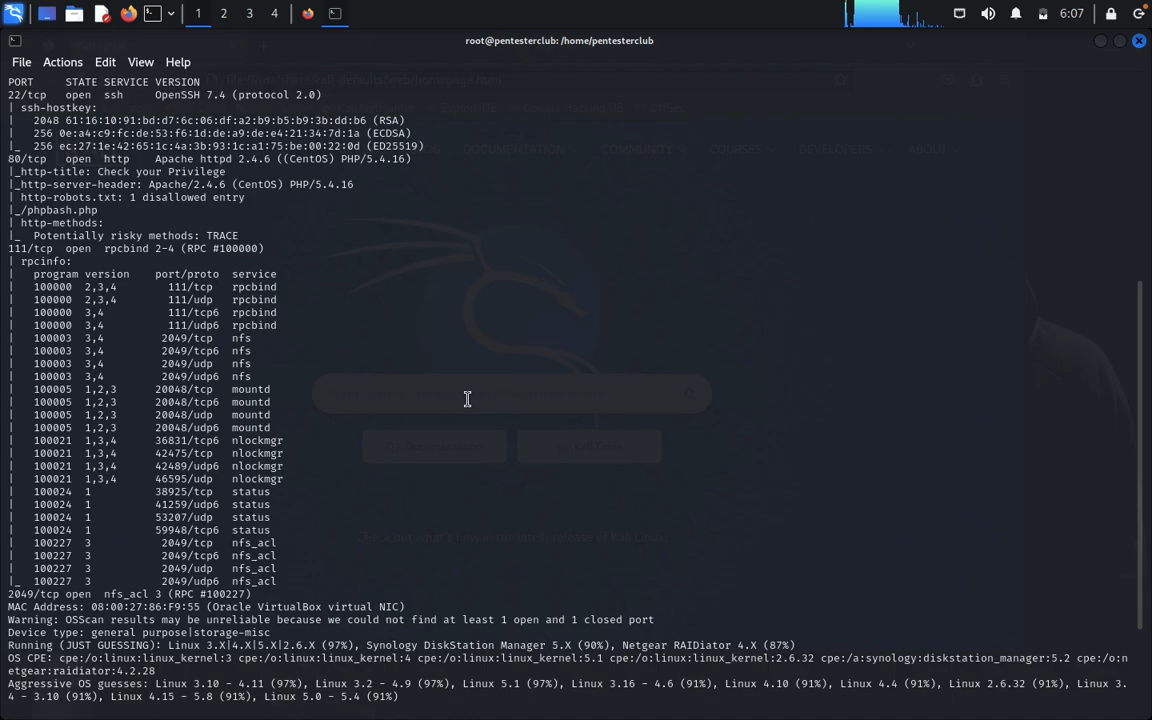 1 2 3 4
6:07
root@pentesterclub: /home/pentesterclub
File Actions Edit View Help
PORT STATE SERVICE VERSION
22/tcp open ssh OpenSSH 7.4 (protocol 2.0)
| ssh-hostkey:
| 2048 61:16:10:91:bd:d7:6c:06:df:a2:b9:b5:b9:3b:dd:b6 (RSA)
| 256 0e:a4:c9:fc:de:53:f6:1d:de:a9:de:e4:21:34:7d:1a (ECDSA)
|_ 256 ec:27:1e:42:65:1c:4a:3b:93:1c:a1:75:be:00:22:0d (ED25519)
80/tcp open http Apache httpd 2.4.6 ((CentOS) PHP/5.4.16)
|_http-title: Check your Privilege
|_http-server-header: Apache/2.4.6 (CentOS) PHP/5.4.16
| http-robots.txt: 1 disallowed entry
|_/phpbash.php
| http-methods:
|_ Potentially risky methods: TRACE
111/tcp open rpcbind 2-4 (RPC #100000)
| rpcinfo:
| program version port/proto service
| 100000 2,3,4 111/tcp rpcbind
| 100000 2,3,4 111/udp rpcbind
| 100000 3,4 111/tcp6 rpcbind
| 100000 3,4 111/udp6 rpcbind
| 100003 3,4 2049/tcp nfs
| 100003 3,4 2049/tcp6 nfs
| 100003 3,4 2049/udp nfs
| 100003 3,4 2049/udp6 nfs
| 100005 1,2,3 20048/tcp mountd
| 100005 1,2,3 20048/tcp6 mountd
| 100005 1,2,3 20048/udp mountd
| 100005 1,2,3 20048/udp6 mountd
| 100021 1,3,4 36831/tcp6 nlockmgr
| 100021 1,3,4 42475/tcp nlockmgr
| 100021 1,3,4 42489/udp6 nlockmgr
| 100021 1,3,4 46595/udp nlockmgr
| 100024 1 38925/tcp status
| 100024 1 41259/udp6 status
| 100024 1 53207/udp status
| 100024 1 59948/tcp6 status
| 100227 3 2049/tcp nfs_acl
| 100227 3 2049/tcp6 nfs_acl
| 100227 3 2049/udp nfs_acl
|_ 100227 3 2049/udp6 nfs_acl
2049/tcp open nfs_acl 3 (RPC #100227)
MAC Address: 08:00:27:86:F9:55 (Oracle VirtualBox virtual NIC)
Warning: OSScan results may be unreliable because we could not find at least 1 open and 1 closed port
Device type: general purpose|storage-misc
Running (JUST GUESSING): Linux 3.X|4.X|5.X|2.6.X (97%), Synology DiskStation Manager 5.X (90%), Netgear RAIDiator 4.X (87%)
OS CPE: cpe:/o:linux:linux_kernel:3 cpe:/o:linux:linux_kernel:4 cpe:/o:linux:linux_kernel:5.1 cpe:/o:linux:linux_kernel:2.6.32 cpe:/a:synology:diskstation_manager:5.2 cpe:/o:n
etgear:raidiator:4.2.28
Aggressive OS guesses: Linux 3.10 - 4.11 (97%), Linux 3.2 - 4.9 (97%), Linux 5.1 (97%), Linux 3.16 - 4.6 (91%), Linux 4.10 (91%), Linux 4.4 (91%), Linux 2.6.32 (91%), Linux 3.
4 - 3.10 (91%), Linux 4.15 - 5.8 (91%), Linux 5.0 - 5.4 (91%)
DOCUMENTATION COMMUNITY COURSES DEVELOPERS ABOUT